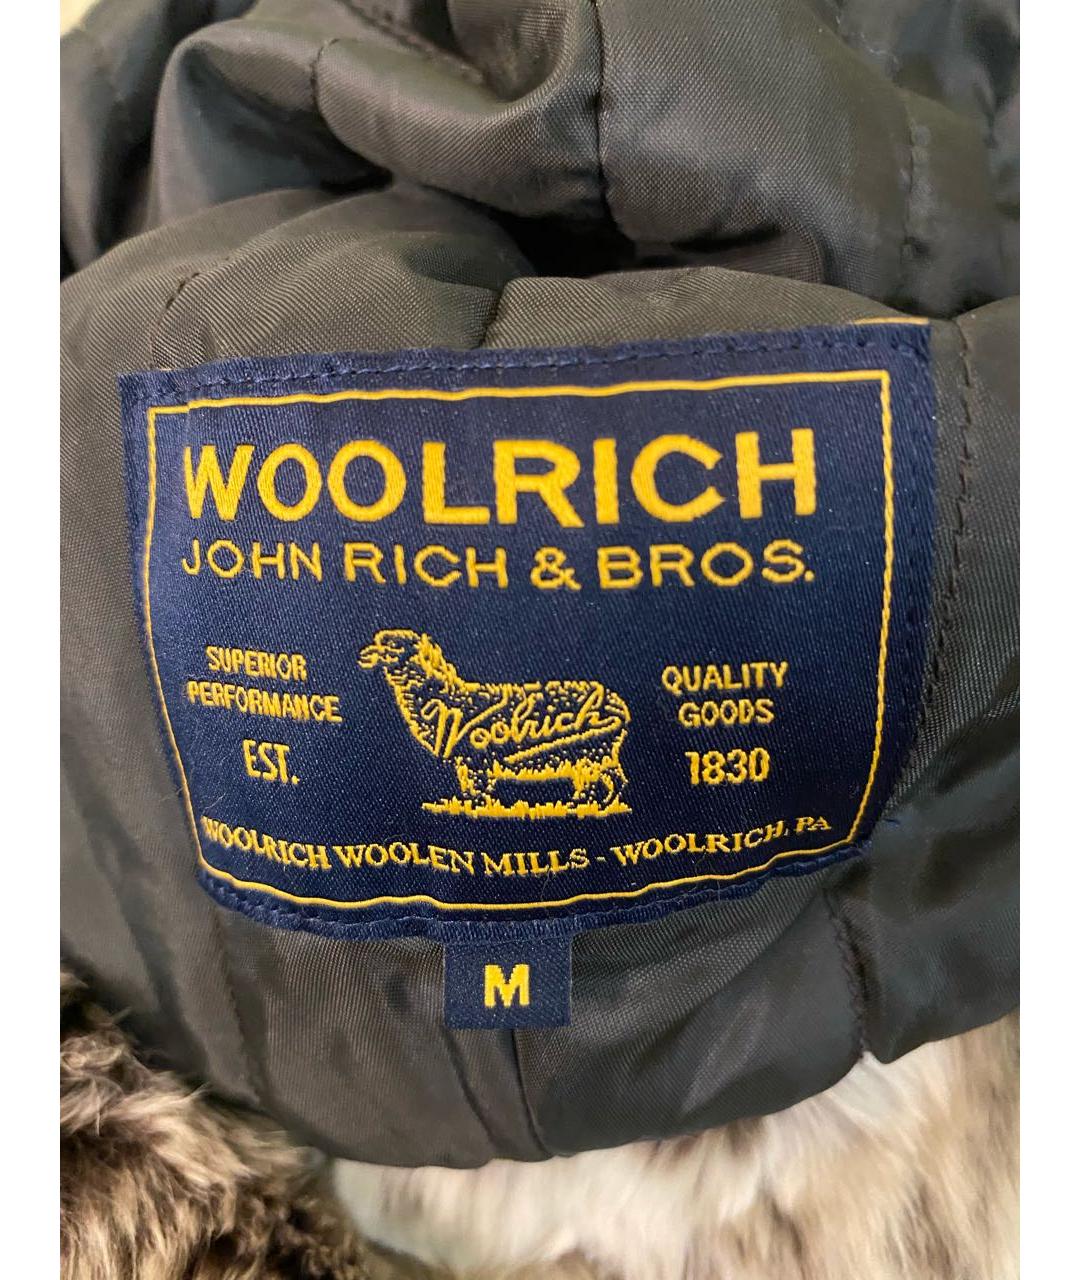 WOOLRICH
JOHN RICH & BROS.
SUPERIOR
PERFORMANCE
EST.
Woolrich
QUALITY
GOODS
1830
WOOLRICH WOOLEN MILLS - WOOLRICH, PA
M